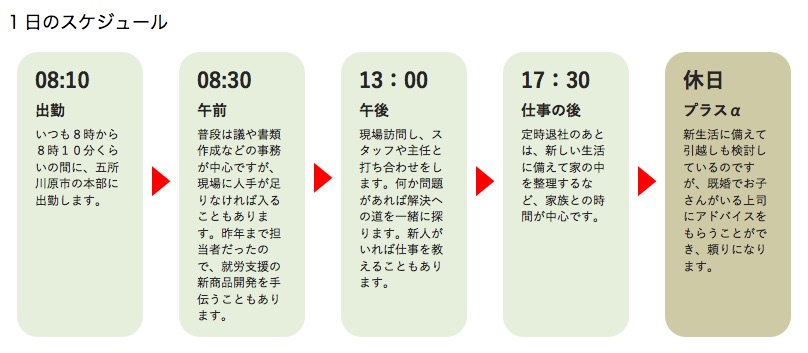 １日のスケジュール
08:10
出勤
いつも８時から
８時１０分くら
いの間に、五所
川原市の本部に
出勤します。
08:30
午前
普段は議や書類
作成などの事務
が中心ですが、
現場に人手が足
りなければ入る
こともありま
す。昨年まで担
当者だったの
で、就労支援の
新商品開発を手
伝うこともあり
ます。
13：00
午後
現場訪問し、ス
タッフや主任と
打ち合わせをし
ます。何か問題
があれば解決へ
の道を一緒に探
ります。新人が
いれば仕事を教
えることもあり
ます。
17：30
仕事の後
定時退社のあと
は、新しい生活
に備えて家の中
を整理するな
ど、家族との時
間が中心です。
休日
プラスα
新生活に備えて
引越しも検討し
ているのです
が、既婚でお子
さんがいる上司
にアドバイスを
もらうことがで
き、頼りになり
ます。